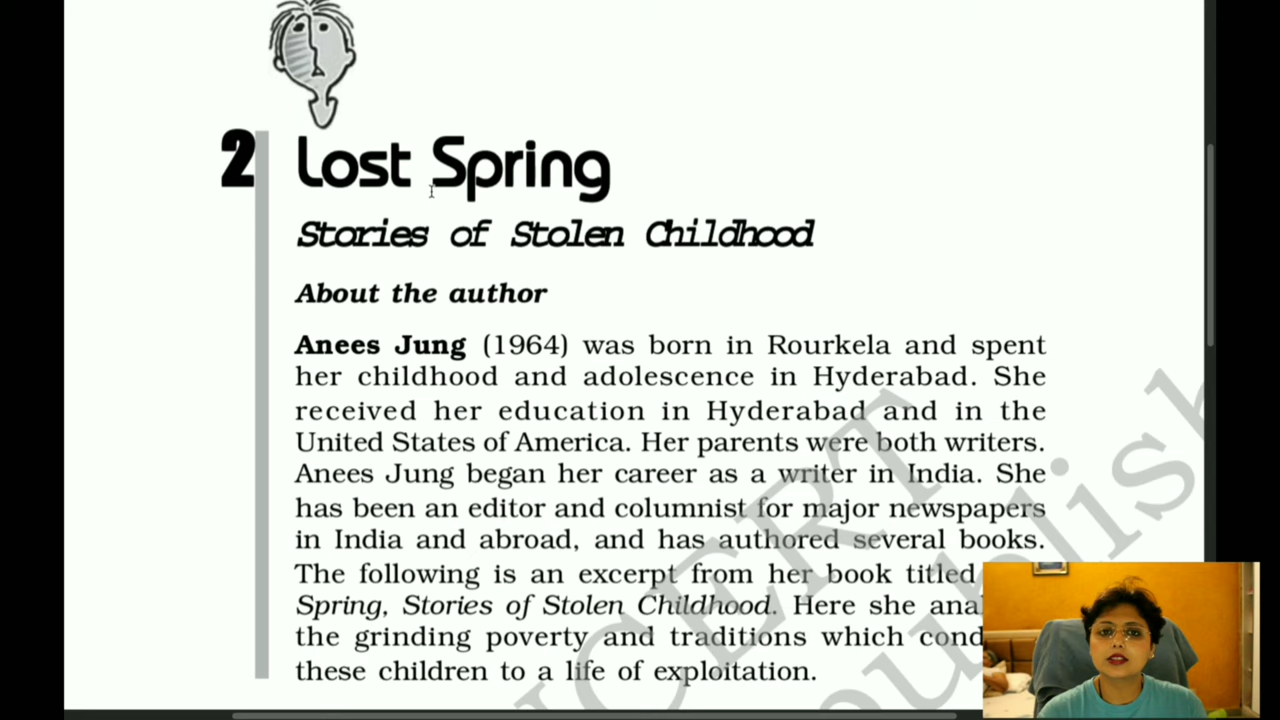 2 Lost Spring
Stories of Stolen Childhood
About the author
Anees Jung (1964) was born in Rourkela and spent
her childhood and adolescence in Hyderabad. She
received her education in Hyderabad and in the
United States of America. Her parents were both writers.
Anees Jung began her career as a writer in India. She
has been an editor and columnist for major newspapers
in India and abroad, and has authored several books.
The following is an excerpt from her book titled
Spring, Stories of Stolen Childhood. Here she
the grinding poverty and traditions which
these children to a life of exploitation.
NCERT